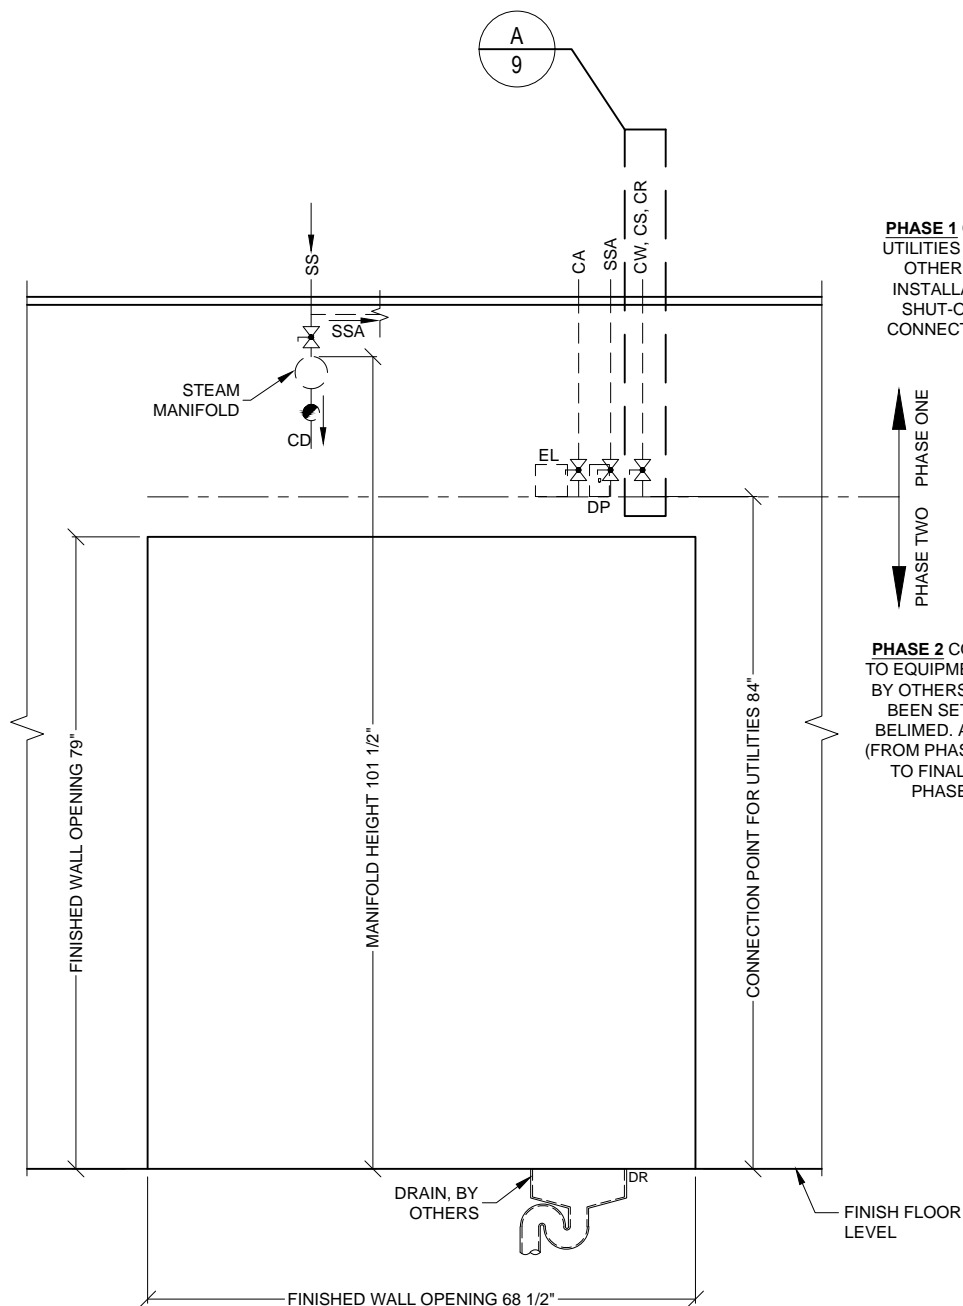 A
9
SS
CA
SSA
CW, CS, CR
PHASE 1
UTILITIES
OTHER
SHUT-O
CONNECT
SSA
STEAM
MANIFOLD
CD
EL
DP
PHASE ONE
PHASE TWO
PHASE 2 CO
TO EQUIPME
BY OTHERS
BEEN SET
BELIMED. A
(FROM PHAS
TO FINAL
PHASE
FINISHED WALL OPENING 79"
MANIFOLD HEIGHT 101 1/2"
CONNECTION POINT FOR UTILITIES 84"
DRAIN, BY
OTHERS
DR
FINISH FLOOR
LEVEL
FINISHED WALL OPENING 68 1/2"